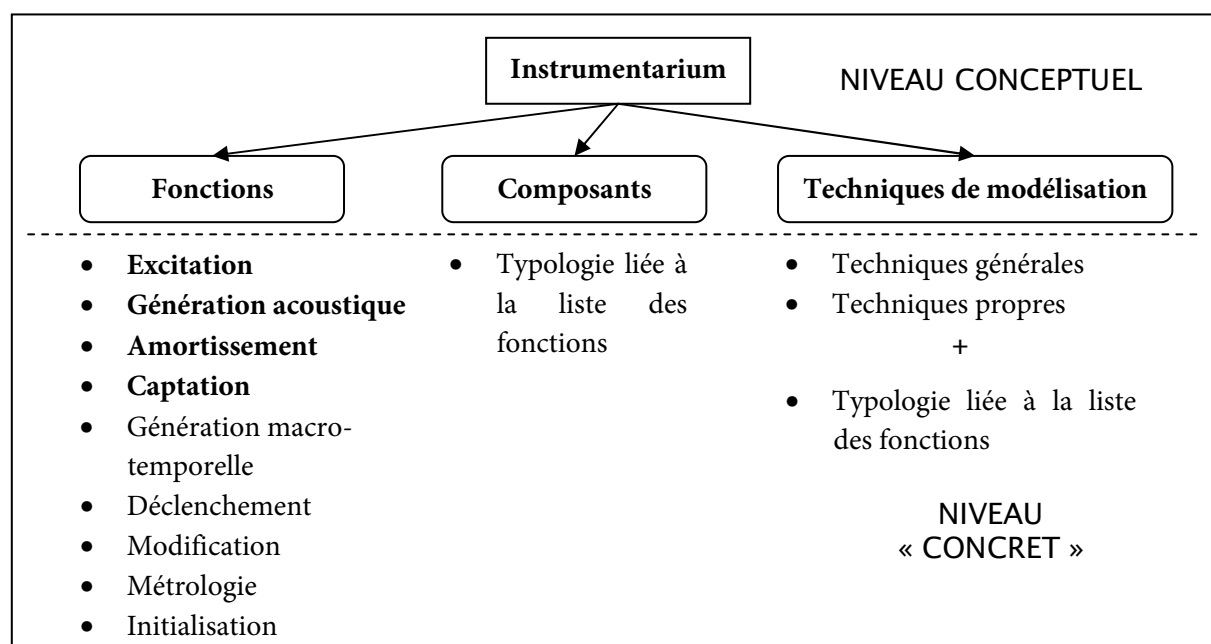 Instrumentarium
NIVEAU CONCEPTUEL
Fonctions
Composants
Techniques de modélisation
• Excitation
• Génération acoustique
• Amortissement
• Captation
• Génération macro-
temporelle
• Déclenchement
• Modification
• Métrologie
• Initialisation
• Typologie liée à
la liste des
fonctions
• Techniques générales
• Techniques propres
+
• Typologie liée à la liste
des fonctions
NIVEAU
« CONCRET »